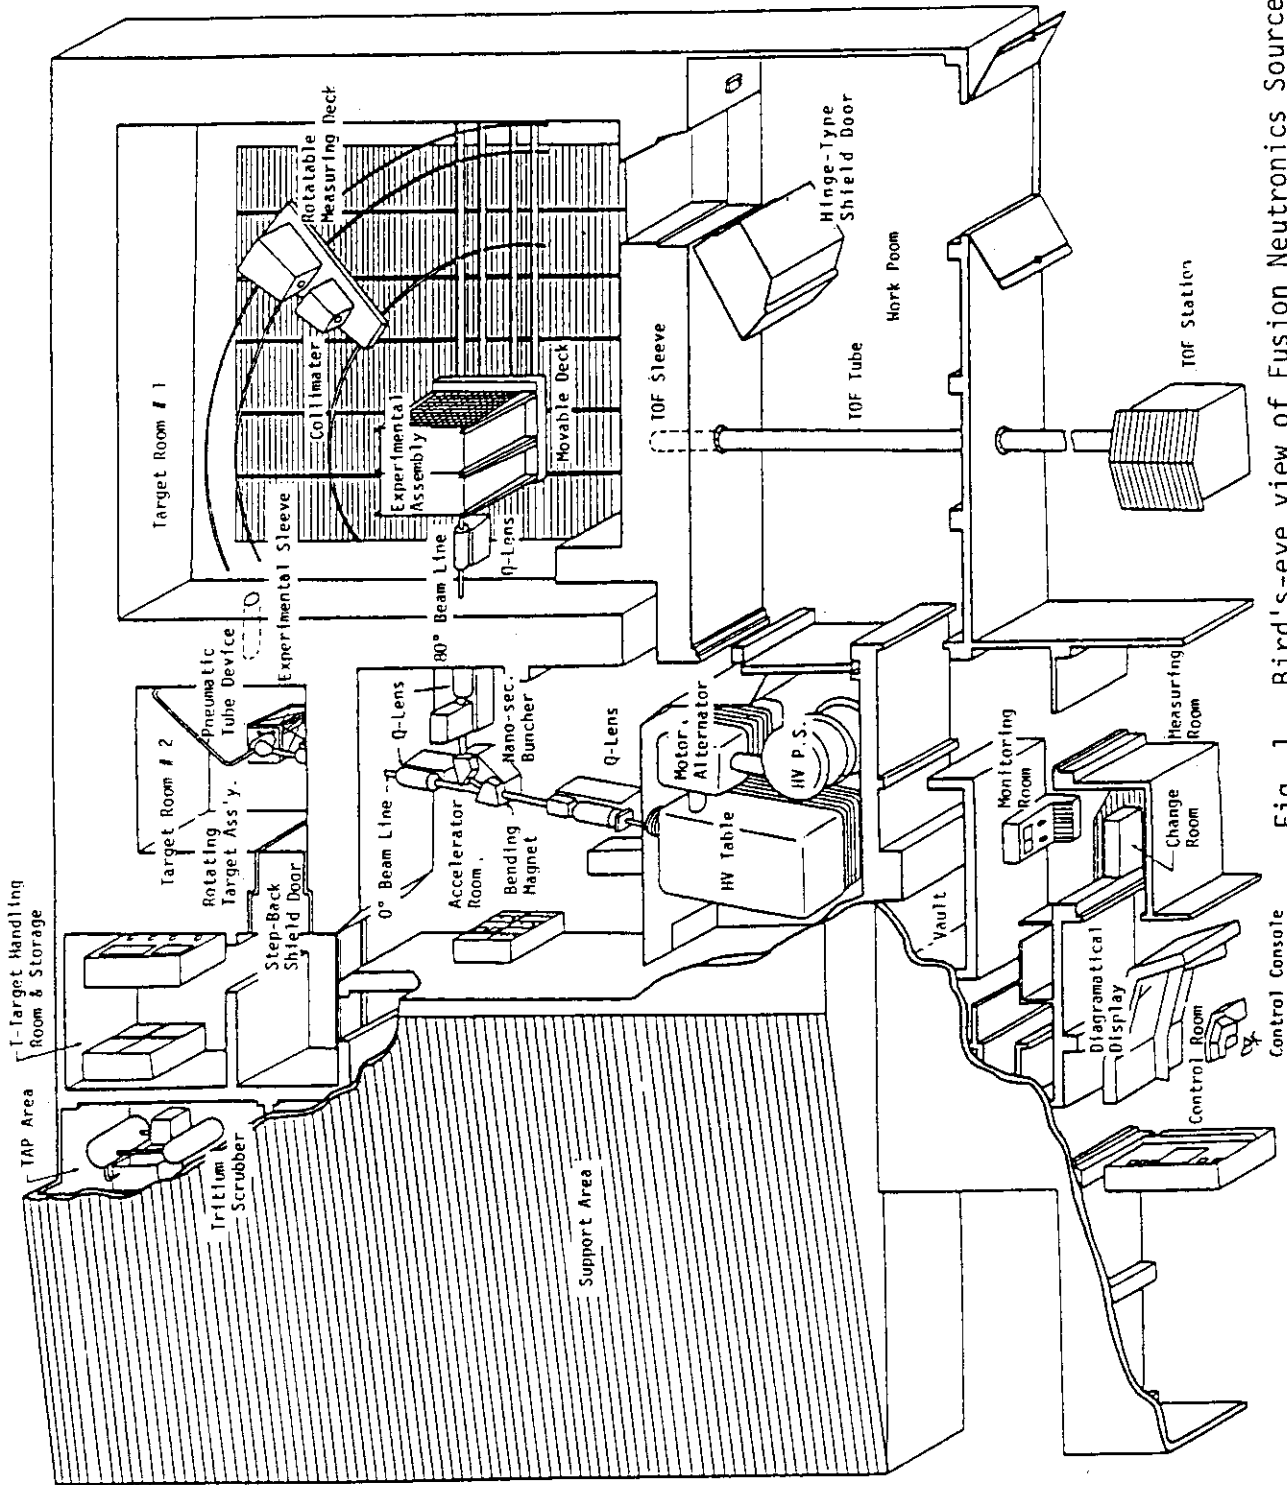 T-Target Handling
Room & Storage
TAP Area
Tritium
Scrubber
Target Room # 2
Pneumatic
Tube Device
Rotating
Target Ass'y.
Step-Back
Shield Door
Experimental Sleeve
Target Room # 1
Rotatable
Measuring Deck
Collimater
Experimental
Assembly
Movable Deck
Q-Lens
80° Beam Line
Q-Lens
0° Beam Line
Accelerator
Room.
Bending
Magnet
Nano-sec.
Buncher
Q-Lens
Motor.
Alternator
HV P.S.
HV Table
Support Area
TOF Sleeve
TOF Tube
Hinge-Type
Shield Door
Work Poom
TOF Station
Vault
Monitoring
Room
Measuring
Room
Change
Room
Diagramatical
Display
Control Room
Control Console
Fig. 1 Bird's-eye view of Fusion Neutronics Source